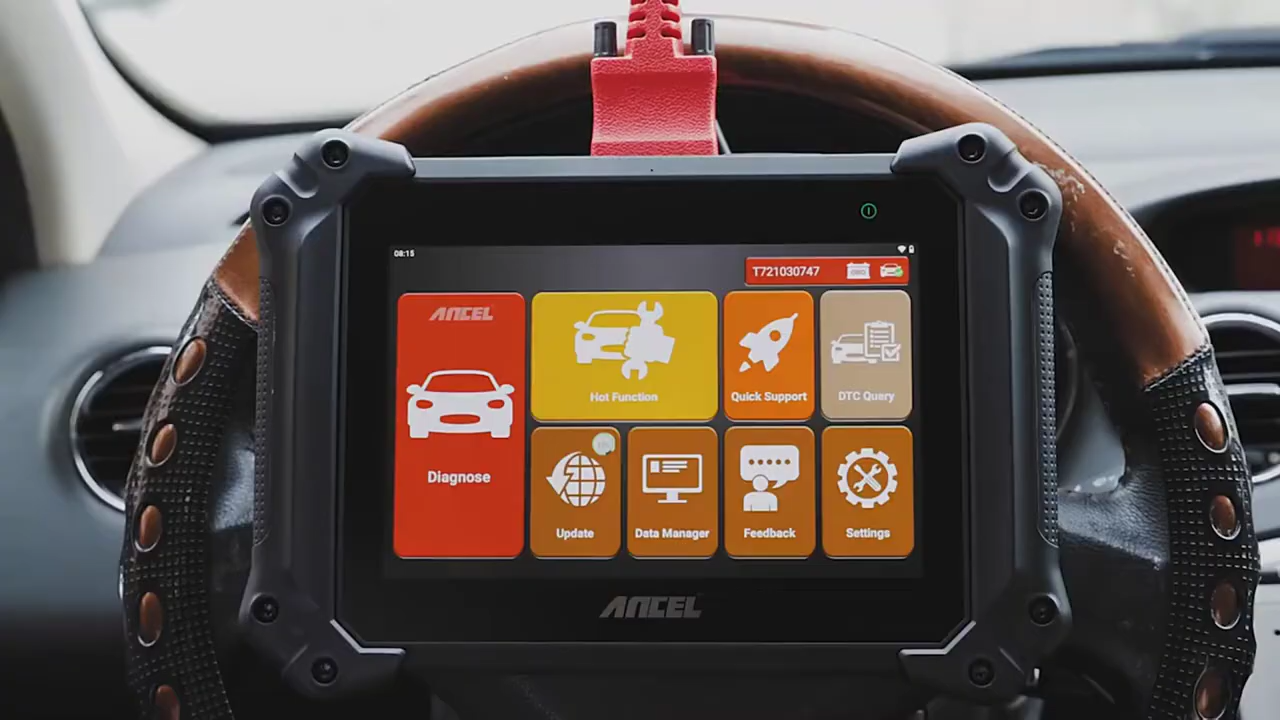 08:15
T721030747
ANCEL
Diagnose
Hot Function
Quick Support
DTC Query
Update
Data Manager
Feedback
Settings
ANCEL